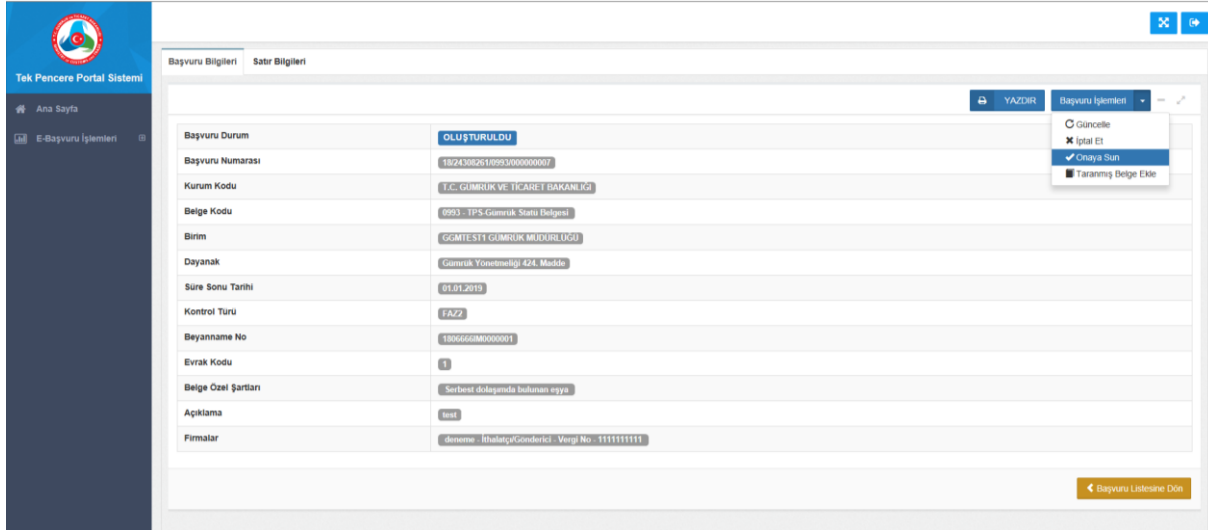 Tek Pencere Portal Sistemi
Ana Sayfa
E-Başvuru İşlemleri
Başvuru Bilgileri Satır Bilgileri
YAZDIR Başvuru İşlemleri
Güncelle
İptal Et
Onaya Sun
Taranmış Belge Ekle
Başvuru Durum OLUŞTURULDU
Başvuru Numarası 18/24308261/0993/000000007
Kurum Kodu T.C. GÜMRÜK VE TİCARET BAKANLIĞI
Belge Kodu 0993 - TPS-Gümrük Statü Belgesi
Birim GGMTEST1 GÜMRÜK MÜDÜRLÜĞÜ
Dayanak Gümrük Yönetmeliği 424. Madde
Süre Sonu Tarihi 01.01.2019
Kontrol Türü FAZ2
Beyanname No 1806666IM0000001
Evrak Kodu 1
Belge Özel Şartları Serbest dolaşımda bulunan eşya
Açıklama test
Firmalar deneme - İthalatçı/Gönderici - Vergi No - 1111111111
Başvuru Listesine Dön